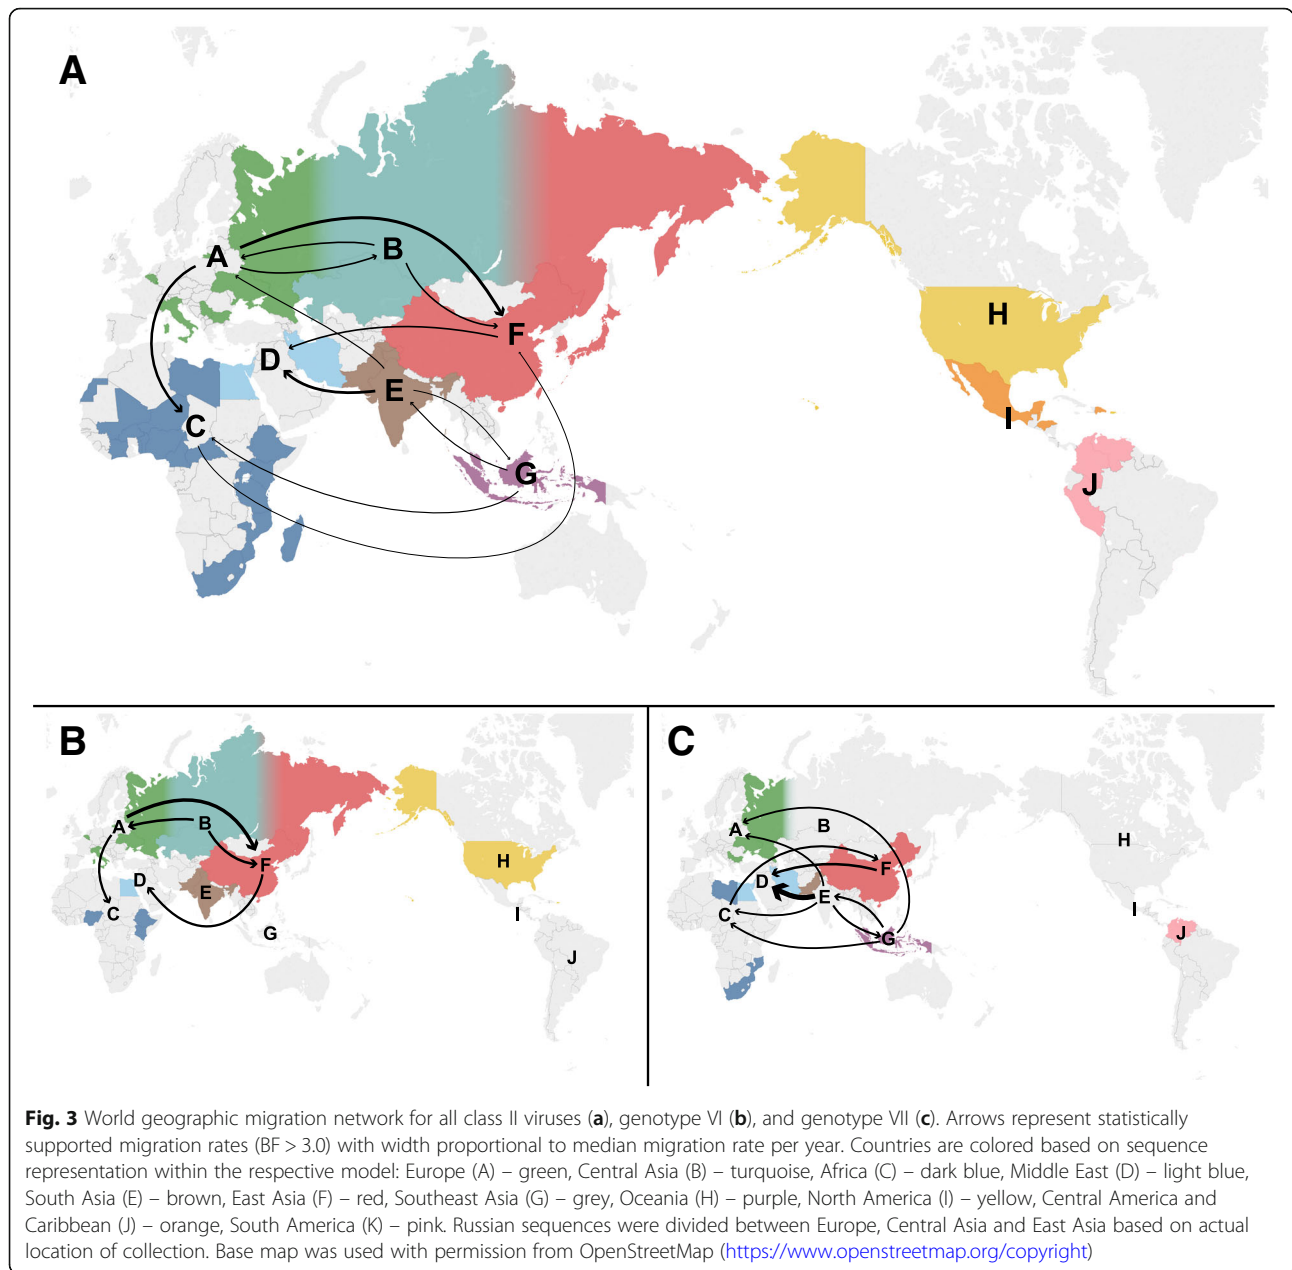 A
A
B
C
D
E
F
G
H
I
J
B
A
B
C
D
E
F
G
H
I
J
C
A
B
C
D
E
F
G
H
I
J
Fig. 3 World geographic migration network for all class II viruses (a), genotype VI (b), and genotype VII (c). Arrows represent statistically
supported migration rates (BF > 3.0) with width proportional to median migration rate per year. Countries are colored based on sequence
representation within the respective model: Europe (A) – green, Central Asia (B) – turquoise, Africa (C) – dark blue, Middle East (D) – light blue,
South Asia (E) – brown, East Asia (F) – red, Southeast Asia (G) – grey, Oceania (H) – purple, North America (I) – yellow, Central America and
Caribbean (J) – orange, South America (K) – pink. Russian sequences were divided between Europe, Central Asia and East Asia based on actual
location of collection. Base map was used with permission from OpenStreetMap (https://www.openstreetmap.org/copyright)